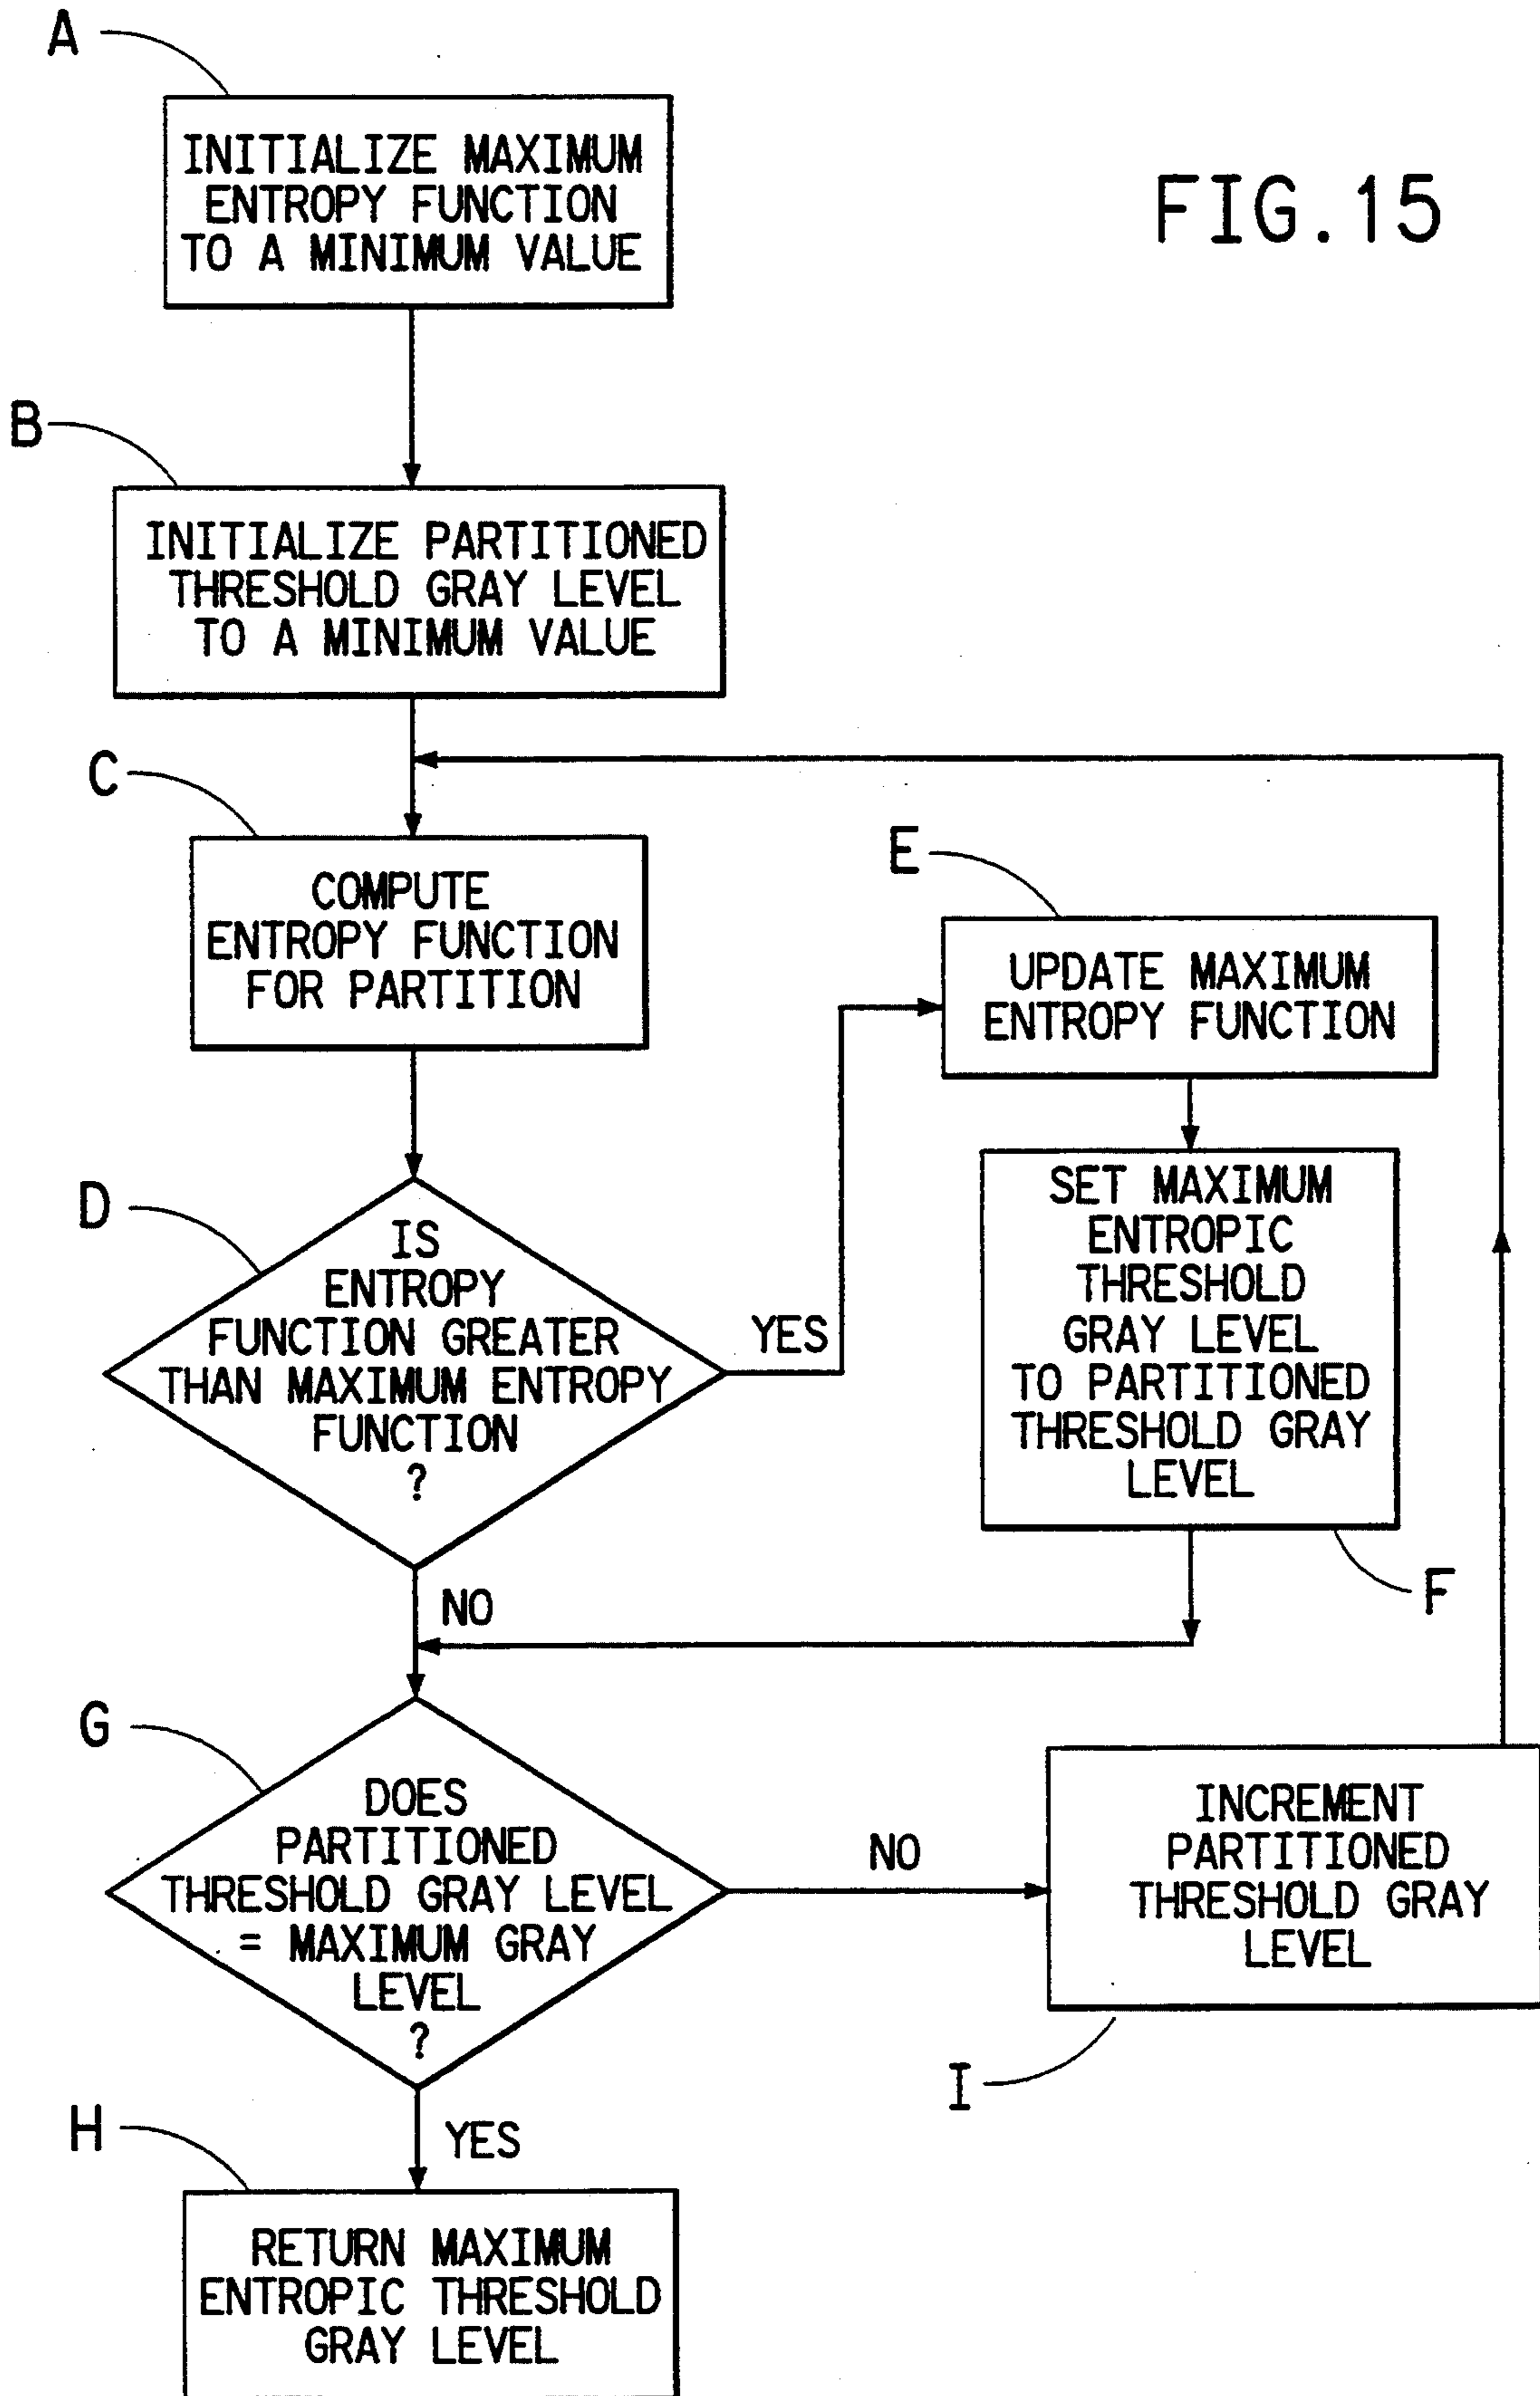 A
INITIALIZE MAXIMUM
ENTROPY FUNCTION
TO A MINIMUM VALUE
FIG.15
B
INITIALIZE PARTITIONED
THRESHOLD GRAY LEVEL
TO A MINIMUM VALUE
C
COMPUTE
ENTROPY FUNCTION
FOR PARTITION
D
IS
ENTROPY
FUNCTION GREATER
THAN MAXIMUM ENTROPY
FUNCTION
?
YES
NO
E
UPDATE MAXIMUM
ENTROPY FUNCTION
SET MAXIMUM
ENTROPIC
THRESHOLD
GRAY LEVEL
TO PARTITIONED
THRESHOLD GRAY
LEVEL
F
G
DOES
PARTITIONED
THRESHOLD GRAY LEVEL
= MAXIMUM GRAY
LEVEL
?
NO
YES
INCREMENT
PARTITIONED
THRESHOLD GRAY
LEVEL
I
H
RETURN MAXIMUM
ENTROPIC THRESHOLD
GRAY LEVEL